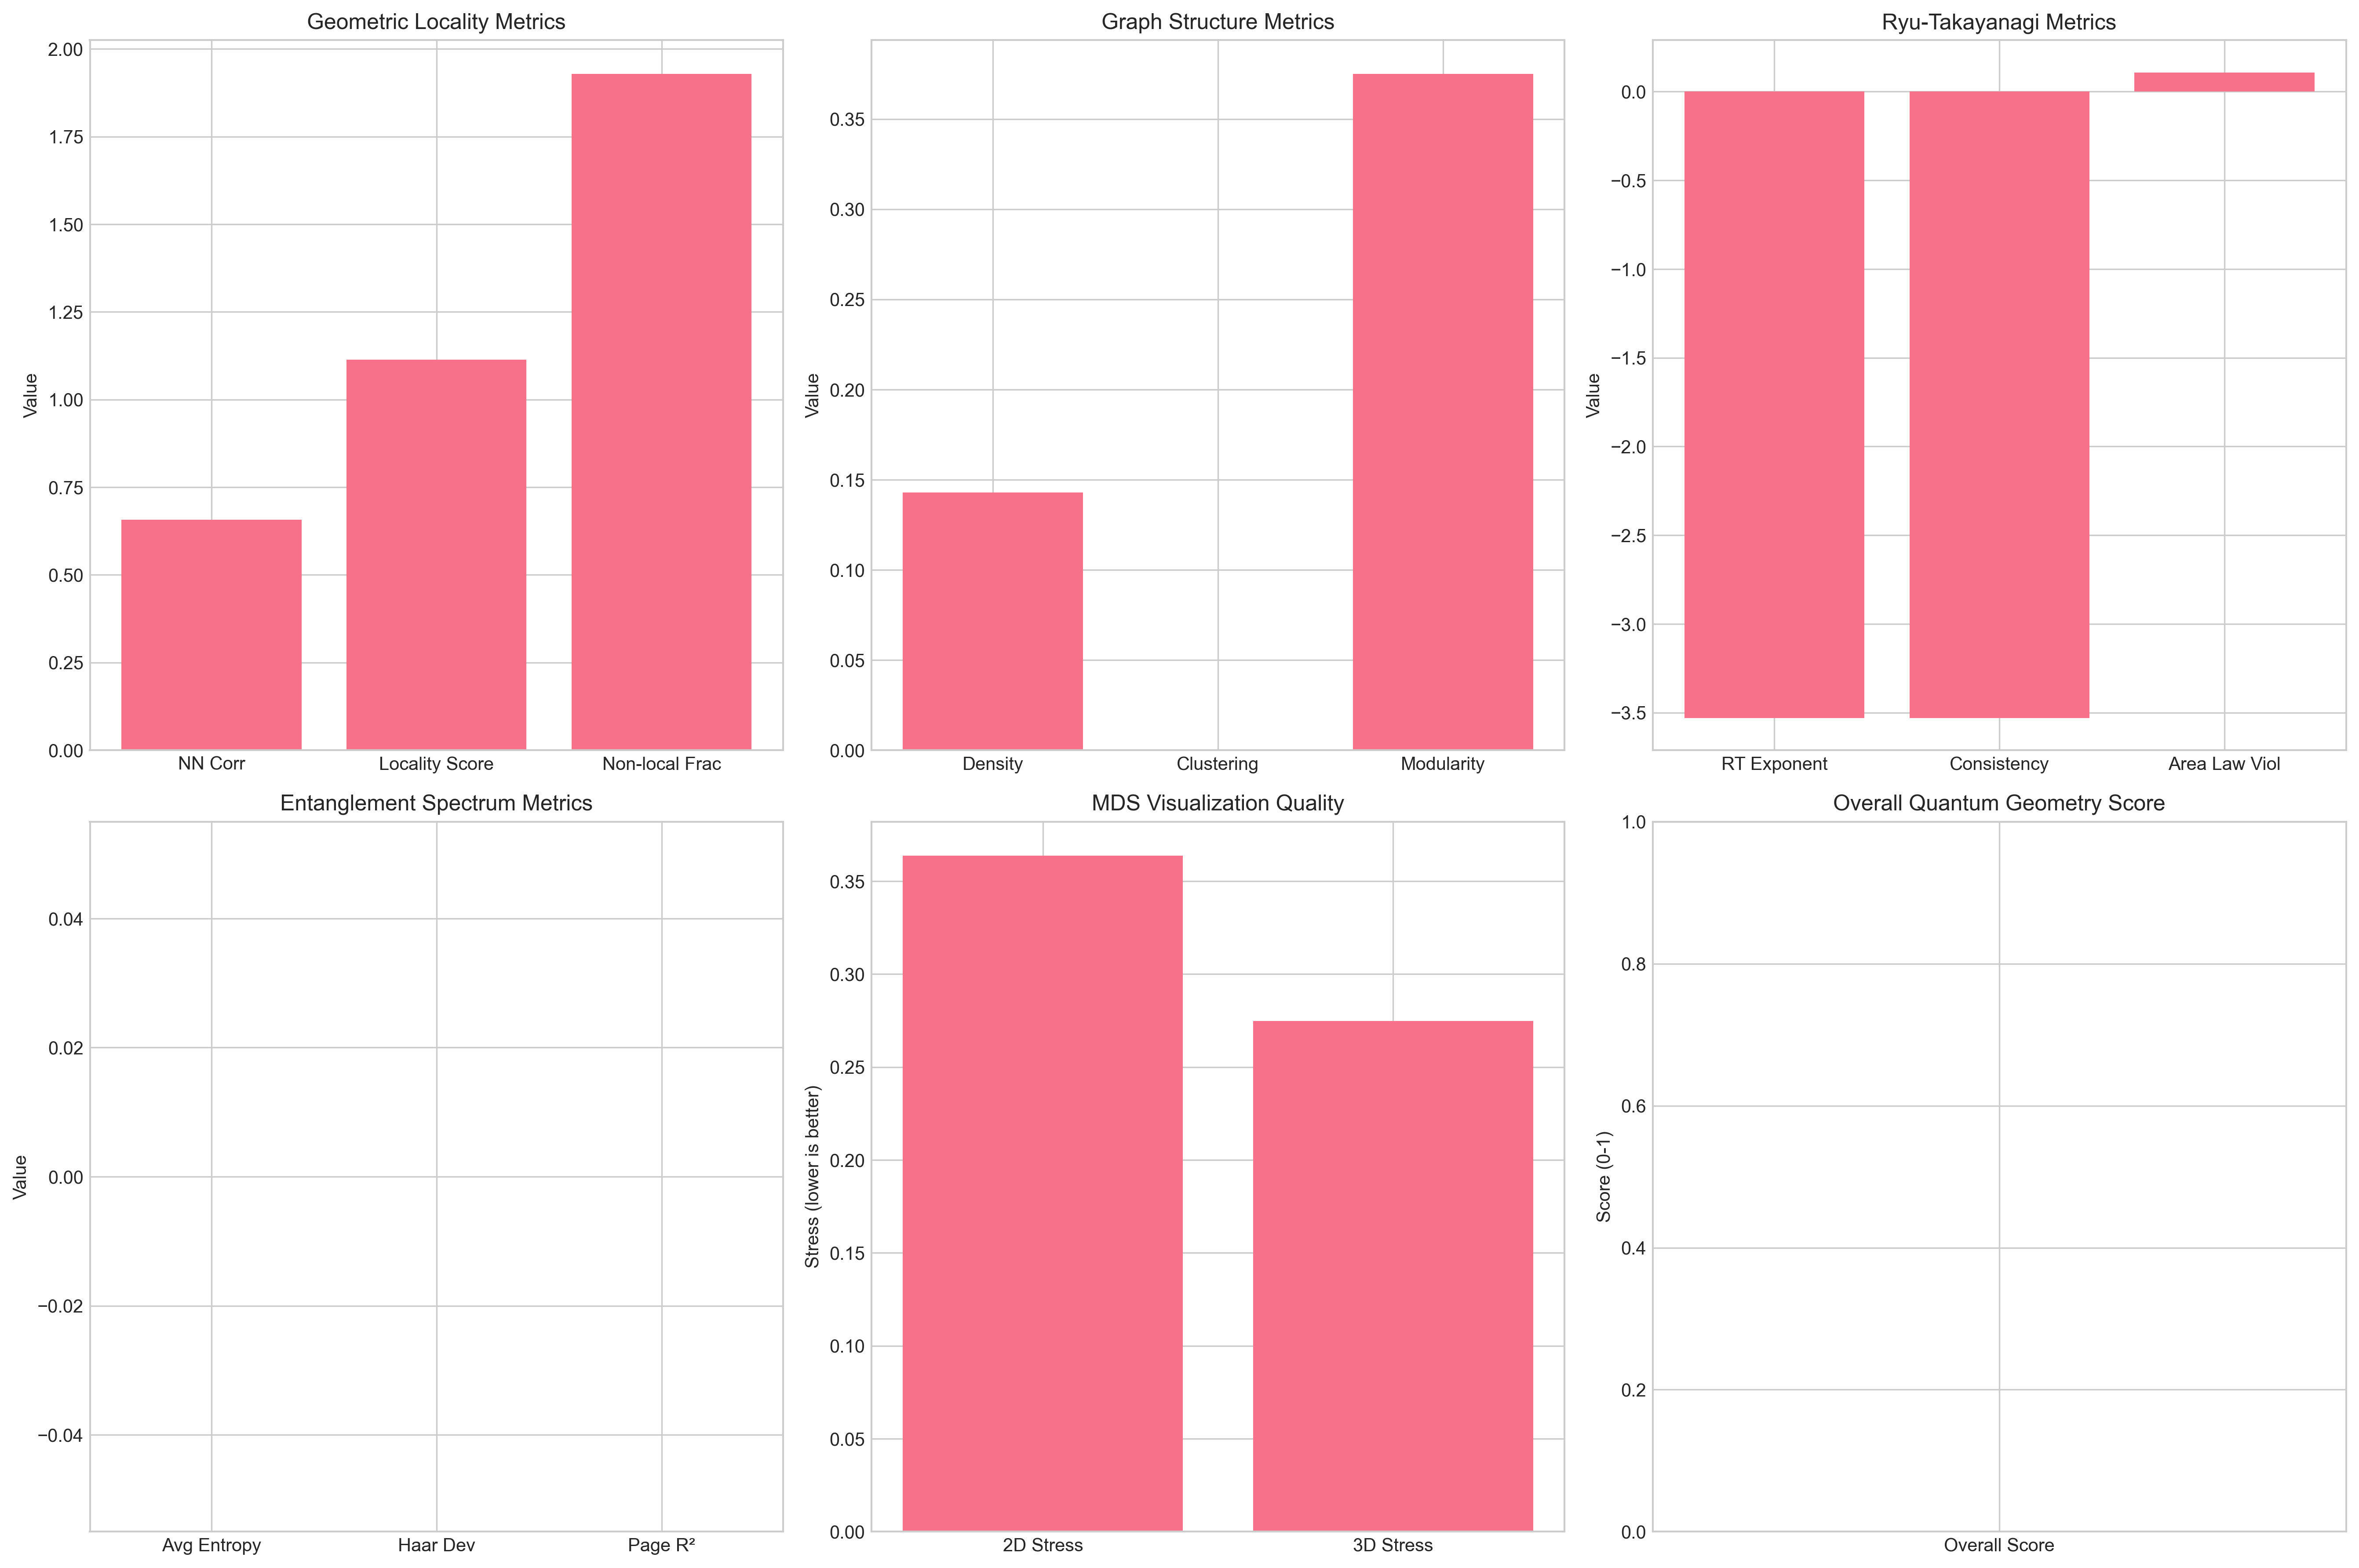 Geometric Locality Metrics
Value
2.00
1.75
1.50
1.25
1.00
0.75
0.50
0.25
0.00
NN Corr
Locality Score
Non-local Frac
Graph Structure Metrics
Value
0.35
0.30
0.25
0.20
0.15
0.10
0.05
0.00
Density
Clustering
Modularity
Ryu-Takayanagi Metrics
Value
0.0
−0.5
−1.0
−1.5
−2.0
−2.5
−3.0
−3.5
RT Exponent
Consistency
Area Law Viol
Entanglement Spectrum Metrics
Value
0.04
0.02
0.00
−0.02
−0.04
Avg Entropy
Haar Dev
Page R²
MDS Visualization Quality
Stress (lower is better)
0.35
0.30
0.25
0.20
0.15
0.10
0.05
0.00
2D Stress
3D Stress
Overall Quantum Geometry Score
Score (0-1)
1.0
0.8
0.6
0.4
0.2
0.0
Overall Score